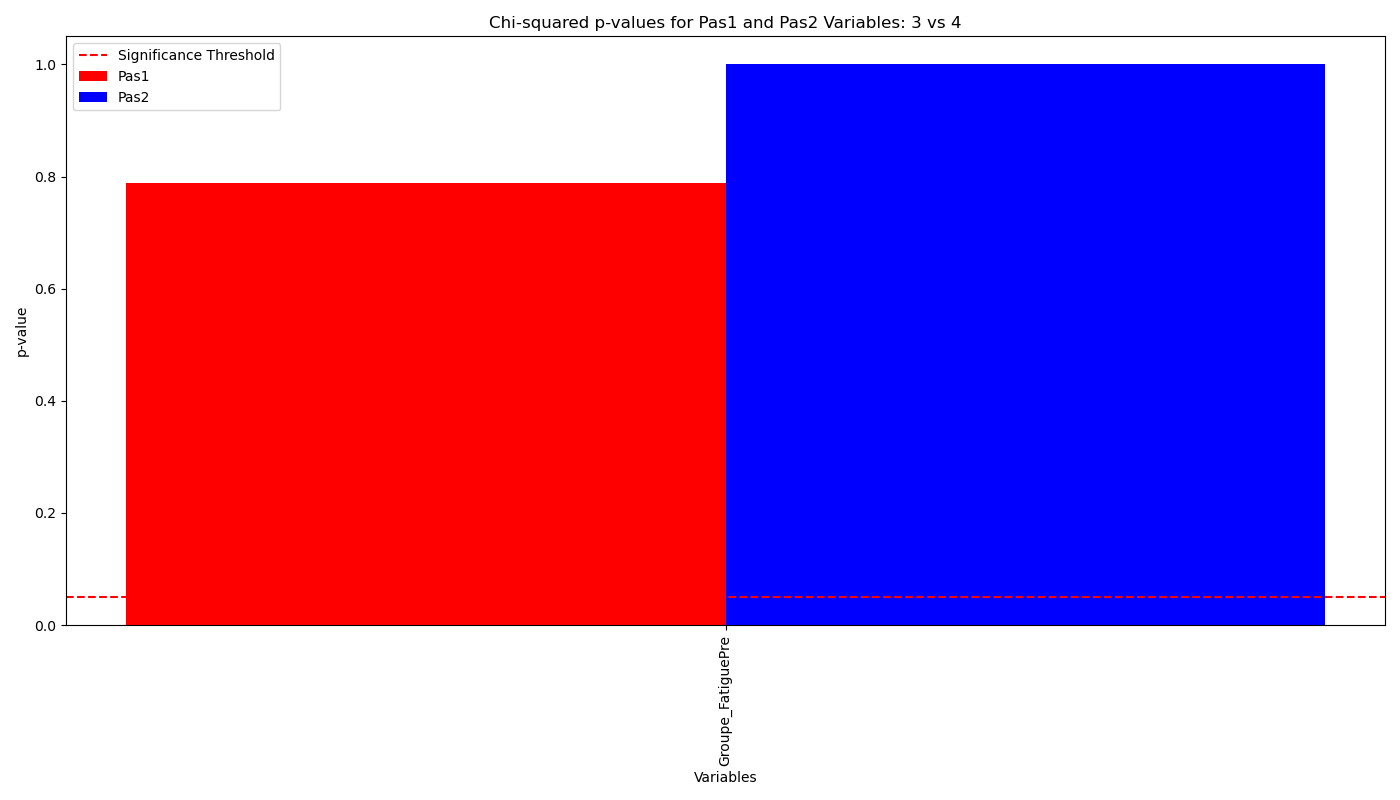 Chi-squared p-values for Pas1 and Pas2 Variables: 3 vs 4
Significance Threshold
Pas1
Pas2
p-value
1.0
0.8
0.6
0.4
0.2
0.0
Groupe_FatiguePre
Variables